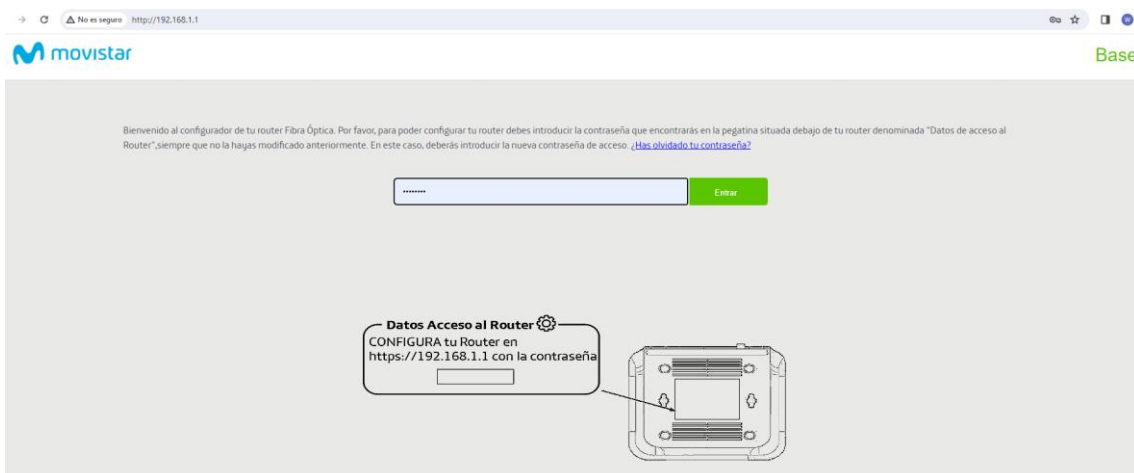 No es seguro http://192.168.1.1
movistar
Base
Bienvenido al configurador de tu router Fibra Óptica. Por favor, para poder configurar tu router debes introducir la contraseña que encontrarás en la pegatina situada debajo de tu router denominada "Datos de acceso al
Router",siempre que no la hayas modificado anteriormente. En este caso, deberás introducir la nueva contraseña de acceso. ¿Has olvidado tu contraseña?
........
Entrar
Datos Acceso al Router
CONFIGURA tu Router en
https://192.168.1.1 con la contraseña